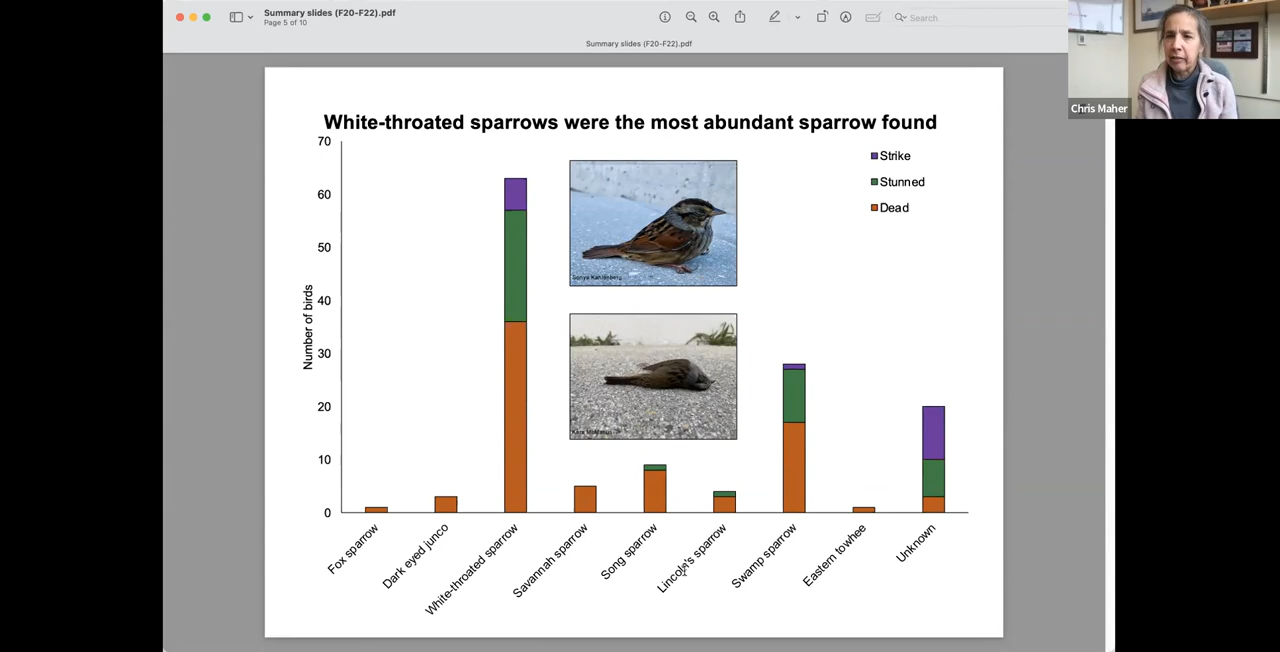 Summary slides (F20-F22).pdf
Page 5 of 10
Search
Summary slides (F20-F22).pdf
Chris Maher
White-throated sparrows were the most abundant sparrow found
Strike
Stunned
Dead
70
60
50
40
30
20
10
0
Number of birds
Sonya Kahlenberg
Fox sparrow
Dark eyed junco
White-throated sparrow
Savannah sparrow
Song sparrow
Lincoln's sparrow
Swamp sparrow
Eastern towhee
Unknown